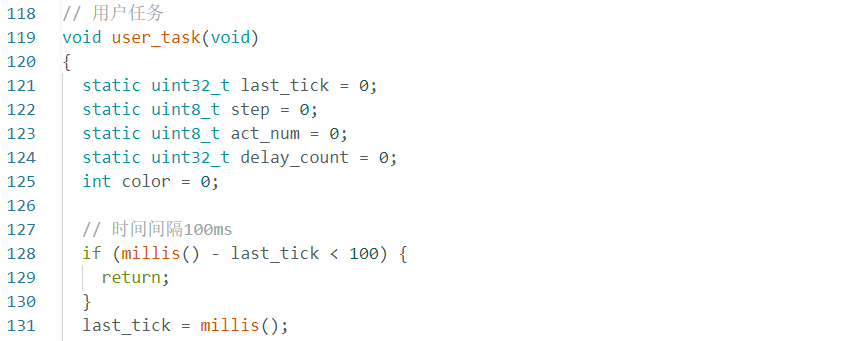 118 // 用户任务
119 void user_task(void)
120 {
121 static uint32_t last_tick = 0;
122 static uint8_t step = 0;
123 static uint8_t act_num = 0;
124 static uint32_t delay_count = 0;
125 int color = 0;
126
127 // 时间间隔100ms
128 if (millis() - last_tick < 100) {
129 return;
130 }
131 last_tick = millis();